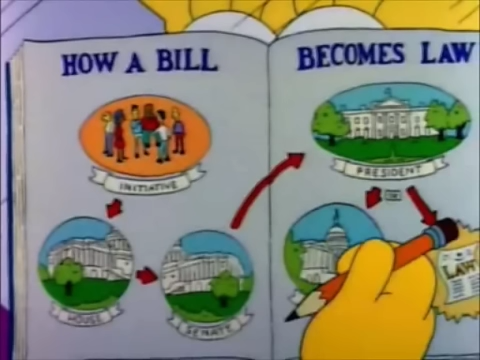 HOW A BILL
BECOMES LAW
INITIATIVE
HOUSE
SENATE
PRESIDENT
OR
LAW